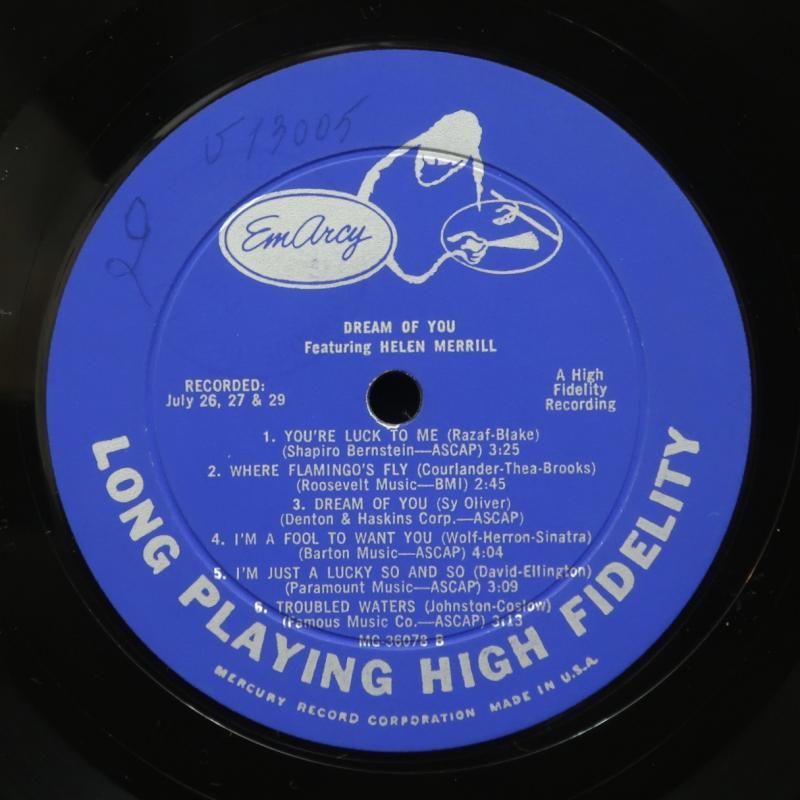 513005
20
EmArcy
DREAM OF YOU
Featuring HELEN MERRILL
RECORDED:
July 26, 27 & 29
A High
Fidelity
Recording
1. YOU'RE LUCK TO ME (Razaf-Blake)
(Shapiro Bernstein—ASCAP) 3:25
2. WHERE FLAMINGO'S FLY (Courlander-Thea-Brooks)
(Roosevelt Music—BMI) 2:45
3. DREAM OF YOU (Sy Oliver)
(Denton & Haskins Corp.—ASCAP)
4. I'M A FOOL TO WANT YOU (Wolf-Herron-Sinatra)
(Barton Music—ASCAP) 4:04
5. I'M JUST A LUCKY SO AND SO (David-Ellington)
(Paramount Music—ASCAP) 3:09
6. TROUBLED WATERS (Johnston-Coslow)
(Famous Music Co.—ASCAP) 3:13
MG-36078 B
LONG PLAYING HIGH FIDELITY
MERCURY RECORD CORPORATION MADE IN U.S.A.